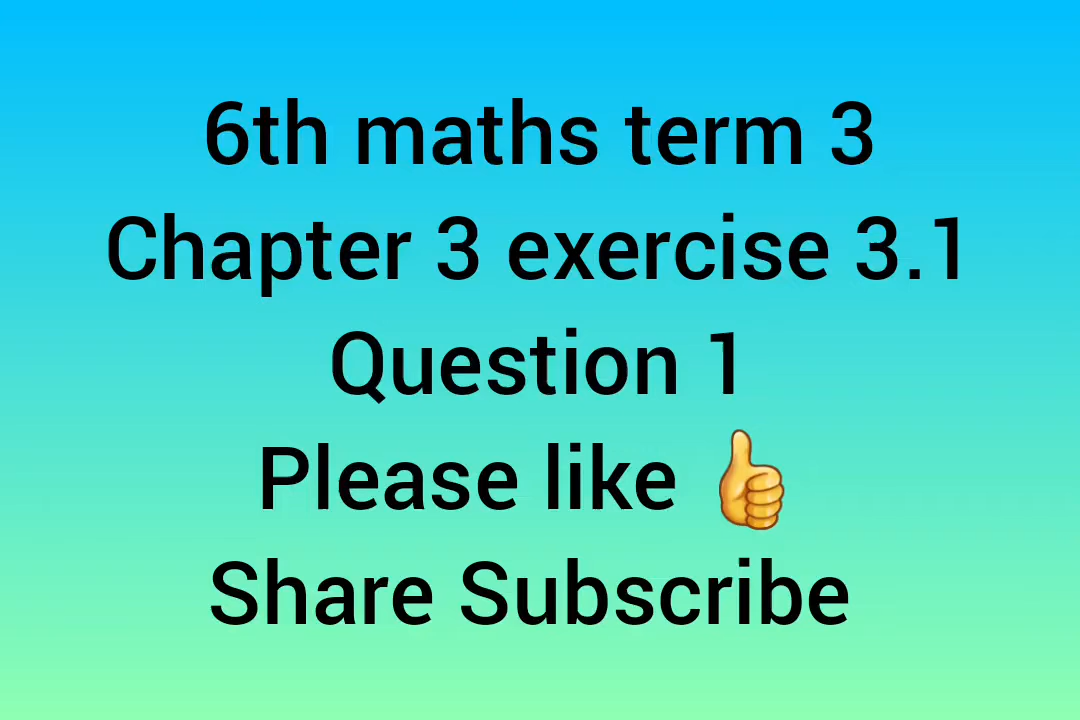 6th maths term 3
Chapter 3 exercise 3.1
Question 1
Please like 👍
Share Subscribe